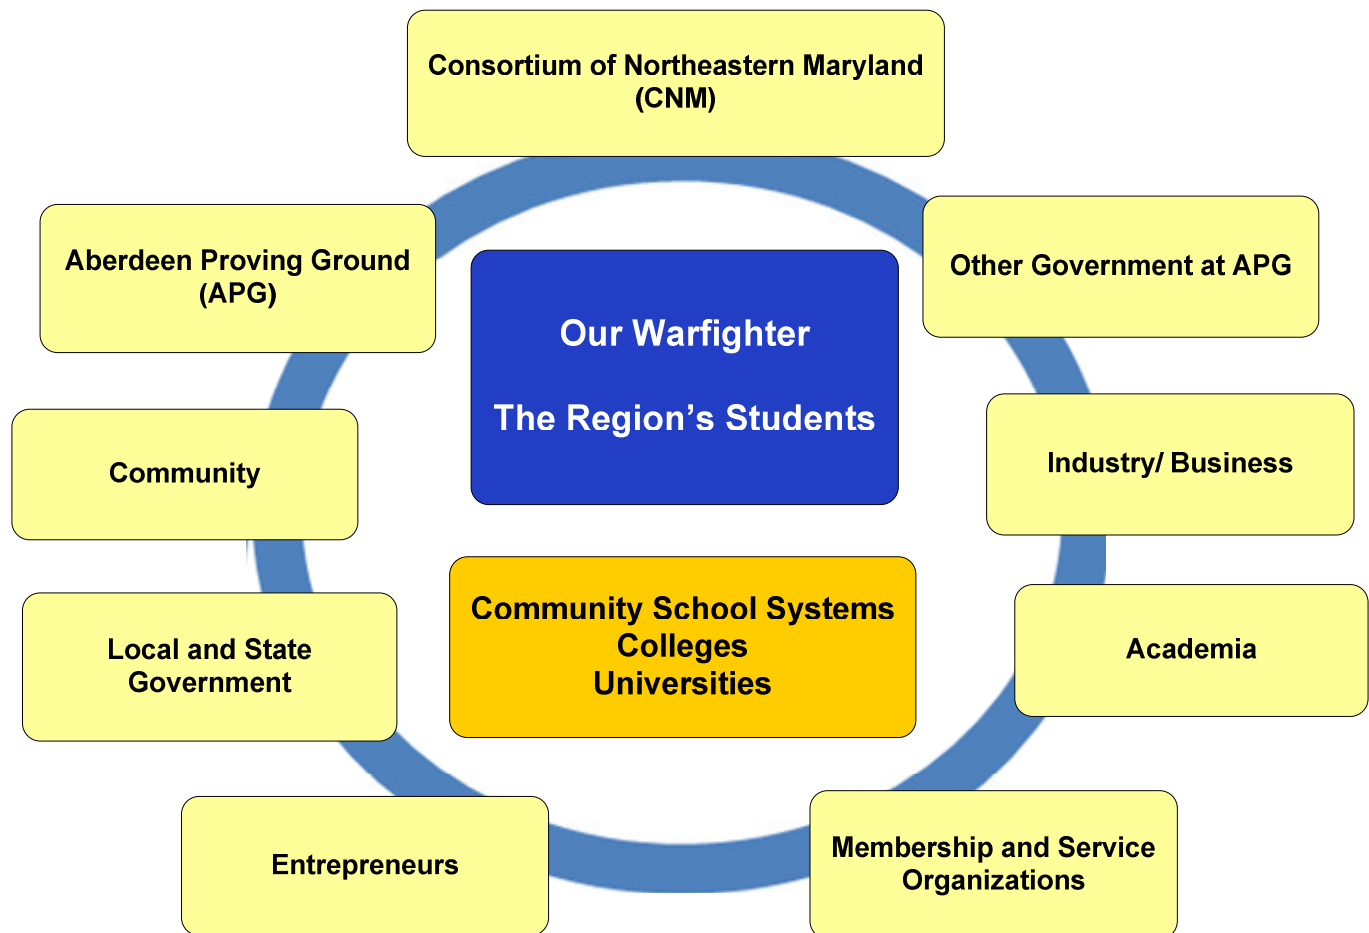 Consortium of Northeastern Maryland
(CNM)
Aberdeen Proving Ground
(APG)
Other Government at APG
Our Warfighter
The Region’s Students
Community
Industry/ Business
Community School Systems
Colleges
Universities
Local and State
Government
Academia
Entrepreneurs
Membership and Service
Organizations